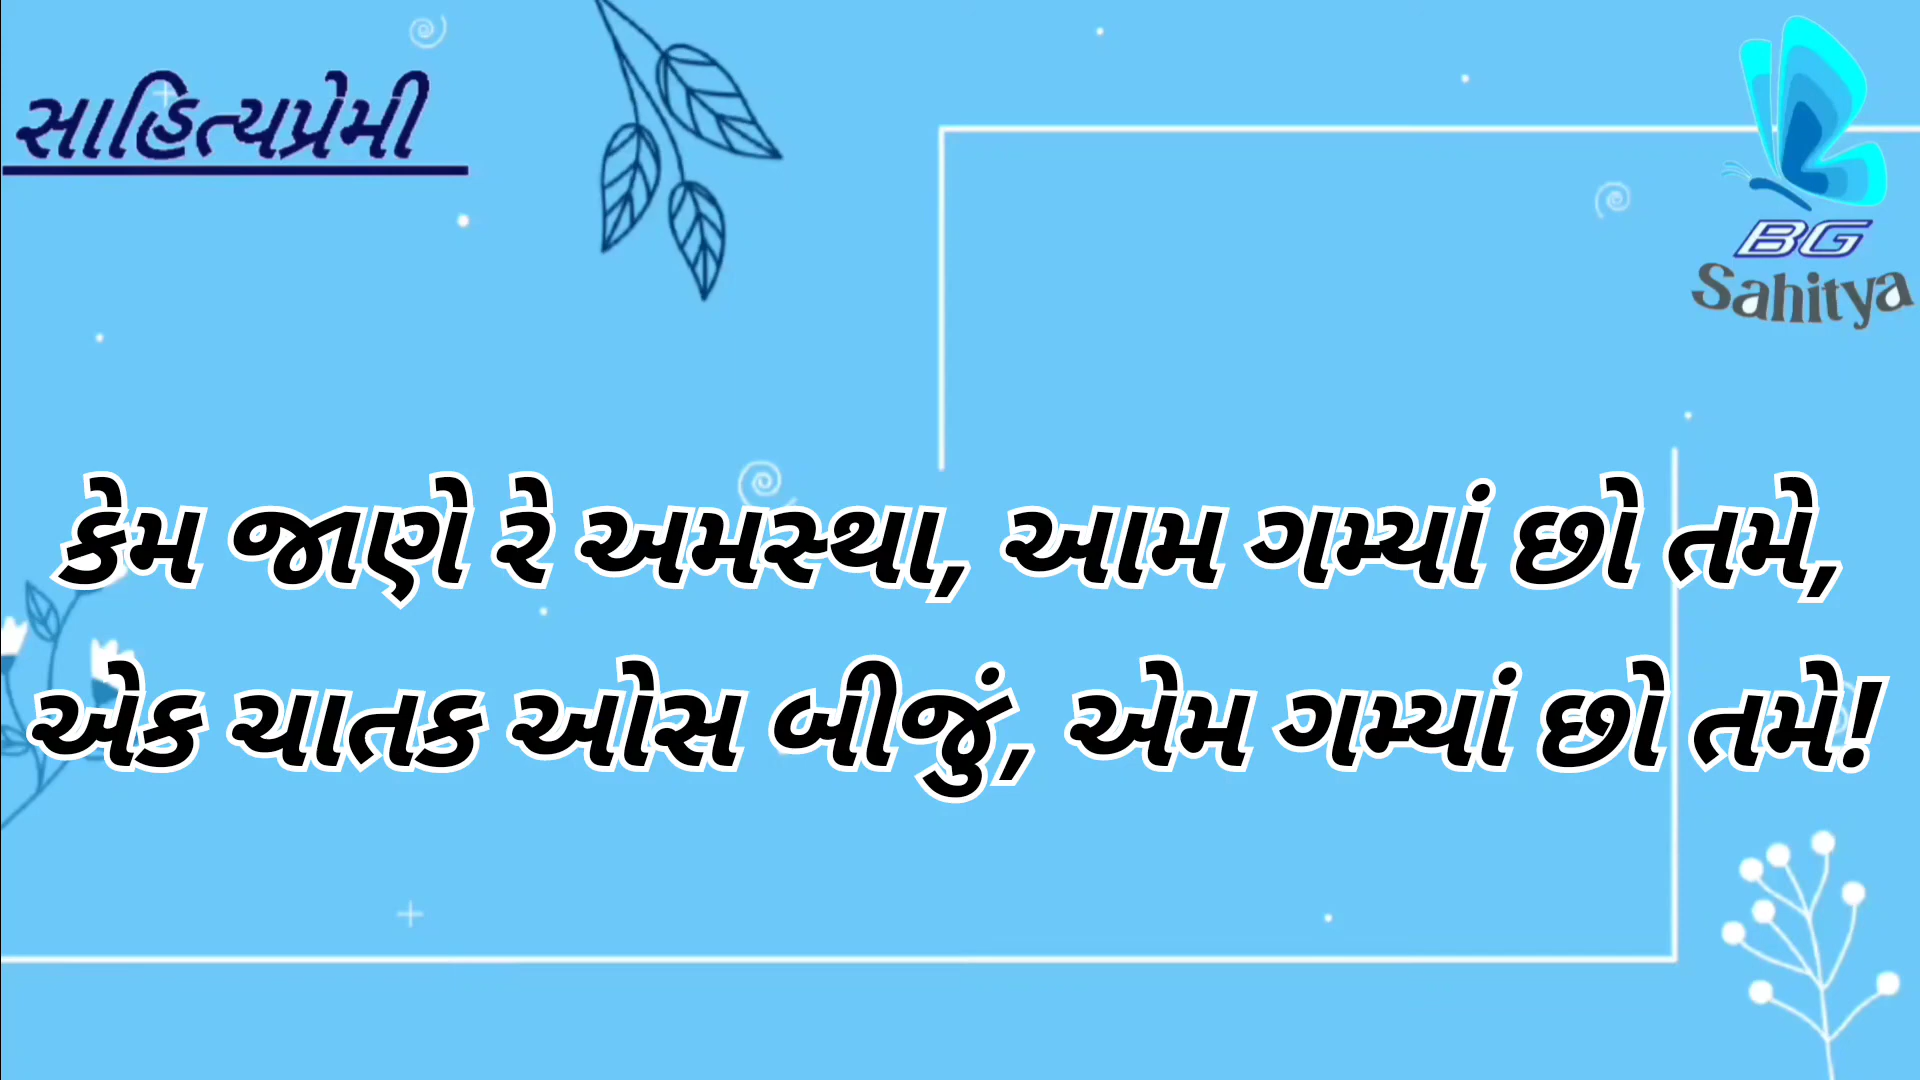 સાહિત્યપ્રેમી
BG
Sahitya
કેમ જાણે રે અમસ્થા, આમ ગમ્યાં છો તમે,
એક ચાતક ઓસ બીજું, એમ ગમ્યાં છો તમે!